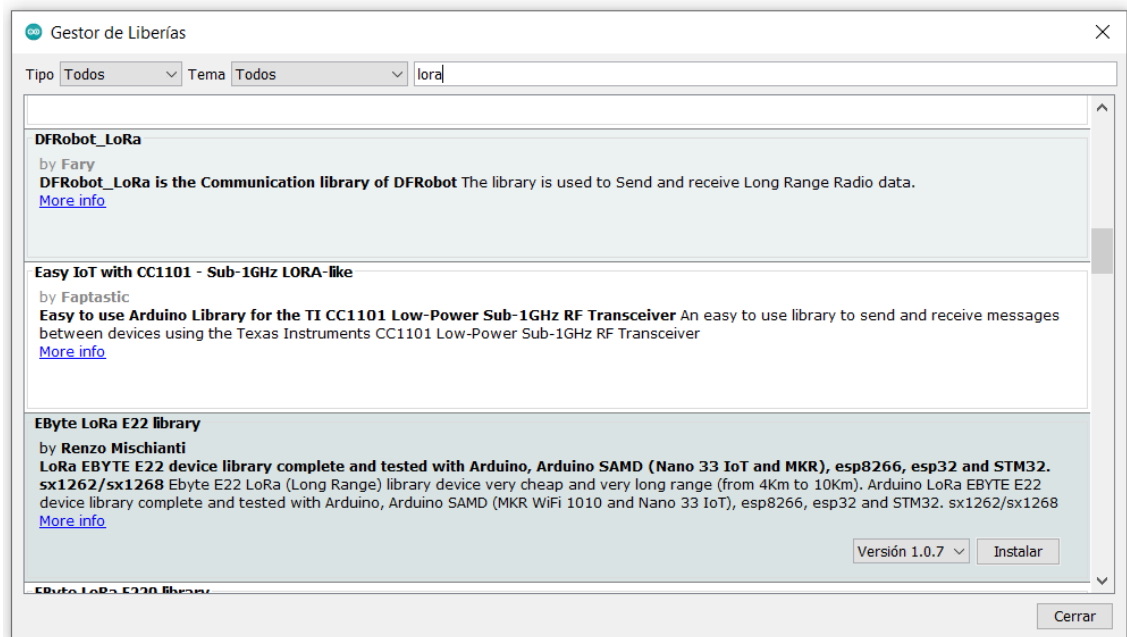 Gestor de Liberías
Tipo Todos Tema Todos lora
DFRobot_LoRa
by Fary
DFRobot_LoRa is the Communication library of DFRobot The library is used to Send and receive Long Range Radio data.
More info
Easy IoT with CC1101 - Sub-1GHz LORA-like
by Faptastic
Easy to use Arduino Library for the TI CC1101 Low-Power Sub-1GHz RF Transceiver An easy to use library to send and receive messages
between devices using the Texas Instruments CC1101 Low-Power Sub-1GHz RF Transceiver
More info
EByte LoRa E22 library
by Renzo Mischianti
LoRa EBYTE E22 device library complete and tested with Arduino, Arduino SAMD (Nano 33 IoT and MKR), esp8266, esp32 and STM32.
sx1262/sx1268 Ebyte E22 LoRa (Long Range) library device very cheap and very long range (from 4Km to 10Km). Arduino LoRa EBYTE E22
device library complete and tested with Arduino, Arduino SAMD (MKR WiFi 1010 and Nano 33 IoT), esp8266, esp32 and STM32. sx1262/sx1268
More info
Versión 1.0.7 Instalar
EByte LoRa E220 library
Cerrar